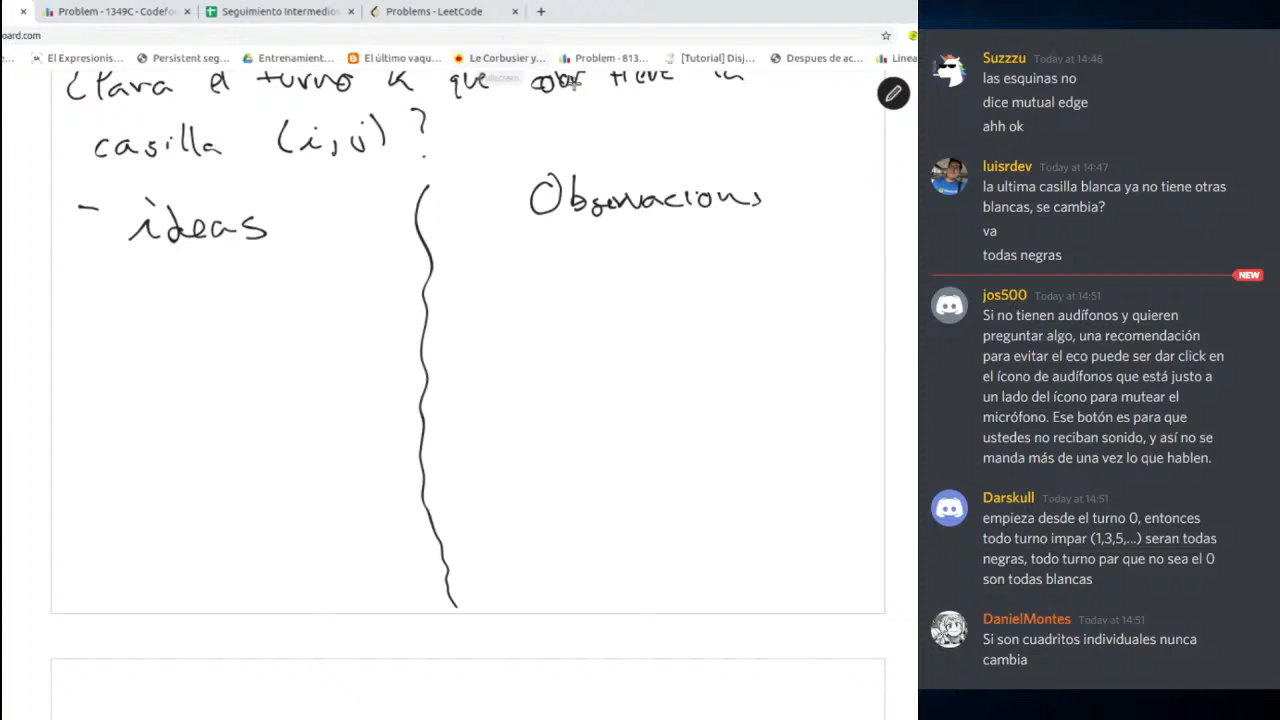 Problem - 1349C - Codefo
Seguimiento Intermedios
Problems - LeetCode
oard.com
El Expresionis...
Persistent seg...
Entrenamient...
El último vaqu...
Le Corbusier y...
Problem - 813...
[Tutorial] Disj...
Despues de ac...
Linea
¿Para el turno k que color tiene la
casilla (i,j)?
- ideas
Observacions
Suzzzu Today at 14:46
las esquinas no
dice mutual edge
ahh ok
luisrdev Today at 14:47
la ultima casilla blanca ya no tiene otras
blancas, se cambia?
va
todas negras
NEW
jos500 Today at 14:51
Si no tienen audífonos y quieren
preguntar algo, una recomendación
para evitar el eco puede ser dar click en
el ícono de audífonos que está justo a
un lado del ícono para mutear el
micrófono. Ese botón es para que
ustedes no reciban sonido, y así no se
manda más de una vez lo que hablen.
Darskull Today at 14:51
empieza desde el turno 0, entonces
todo turno impar (1,3,5,...) seran todas
negras, todo turno par que no sea el 0
son todas blancas
DanielMontes Today at 14:51
Si son cuadritos individuales nunca
cambia